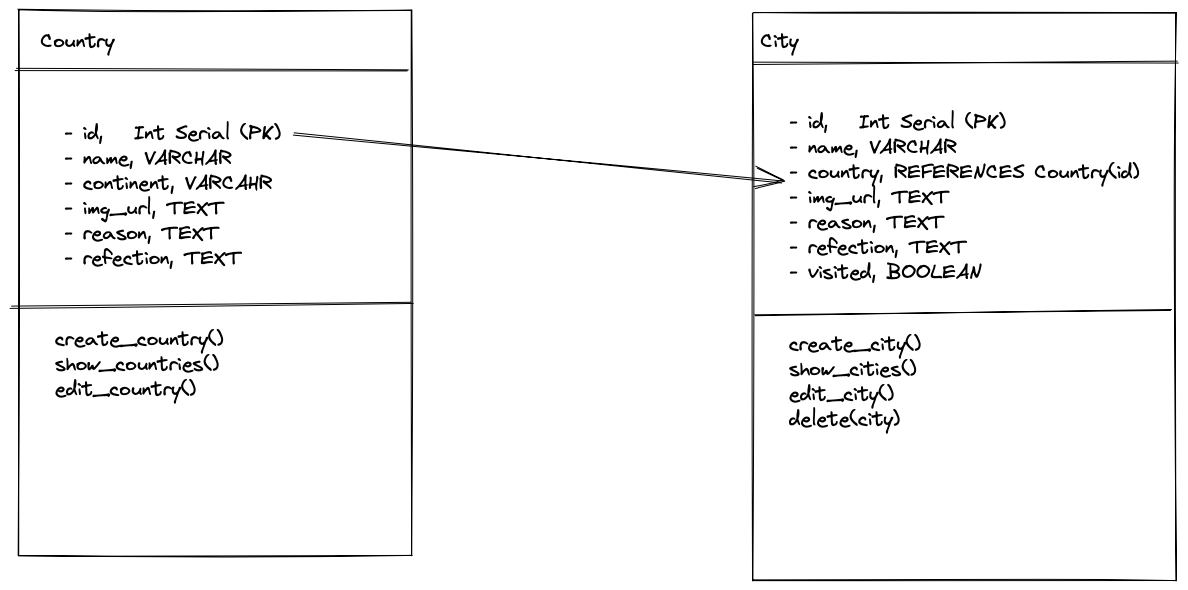 Country
- id, Int Serial (PK)
- name, VARCHAR
- continent, VARCAHR
- img_url, TEXT
- reason, TEXT
- refection, TEXT
create_country()
show_countries()
edit_country()
City
- id, Int Serial (PK)
- name, VARCHAR
- country, REFERENCES Country(id)
- img_url, TEXT
- reason, TEXT
- refection, TEXT
- visited, BOOLEAN
create_city()
show_cities()
edit_city()
delete(city)